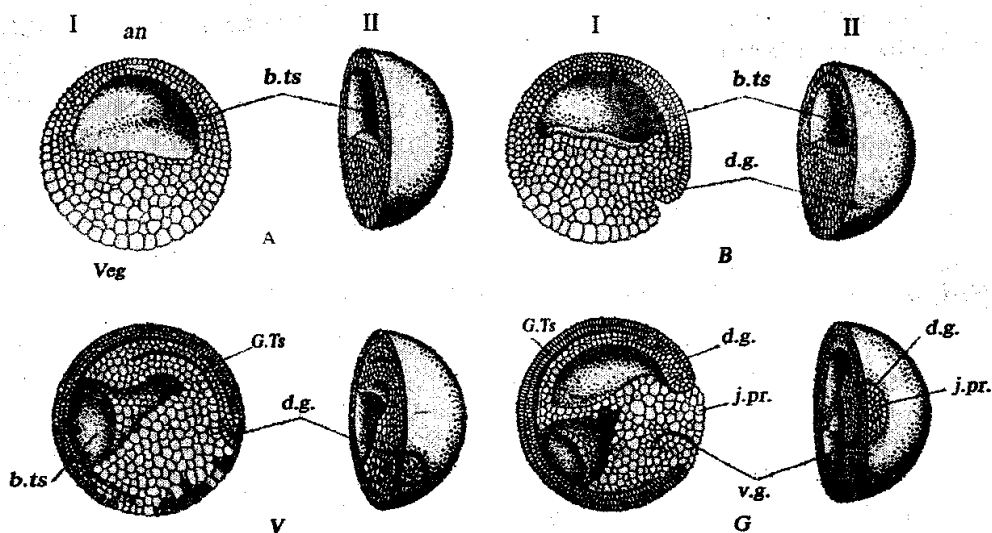 I an II I II
b.ts b.ts
d.g.
A B
Veg
G.Ts G.Ts d.g. d.g.
d.g. j.pr. j.pr.
b.ts v.g.
V G